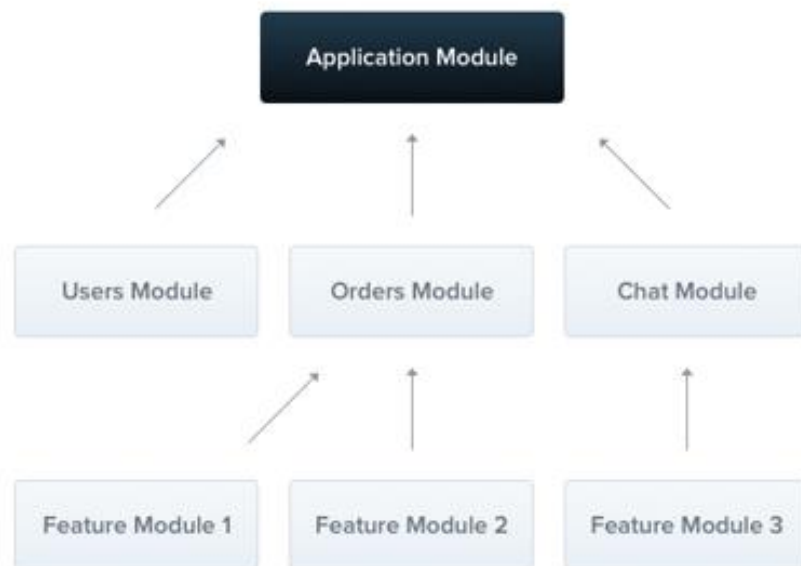 Application Module
Users Module
Orders Module
Chat Module
Feature Module 1
Feature Module 2
Feature Module 3